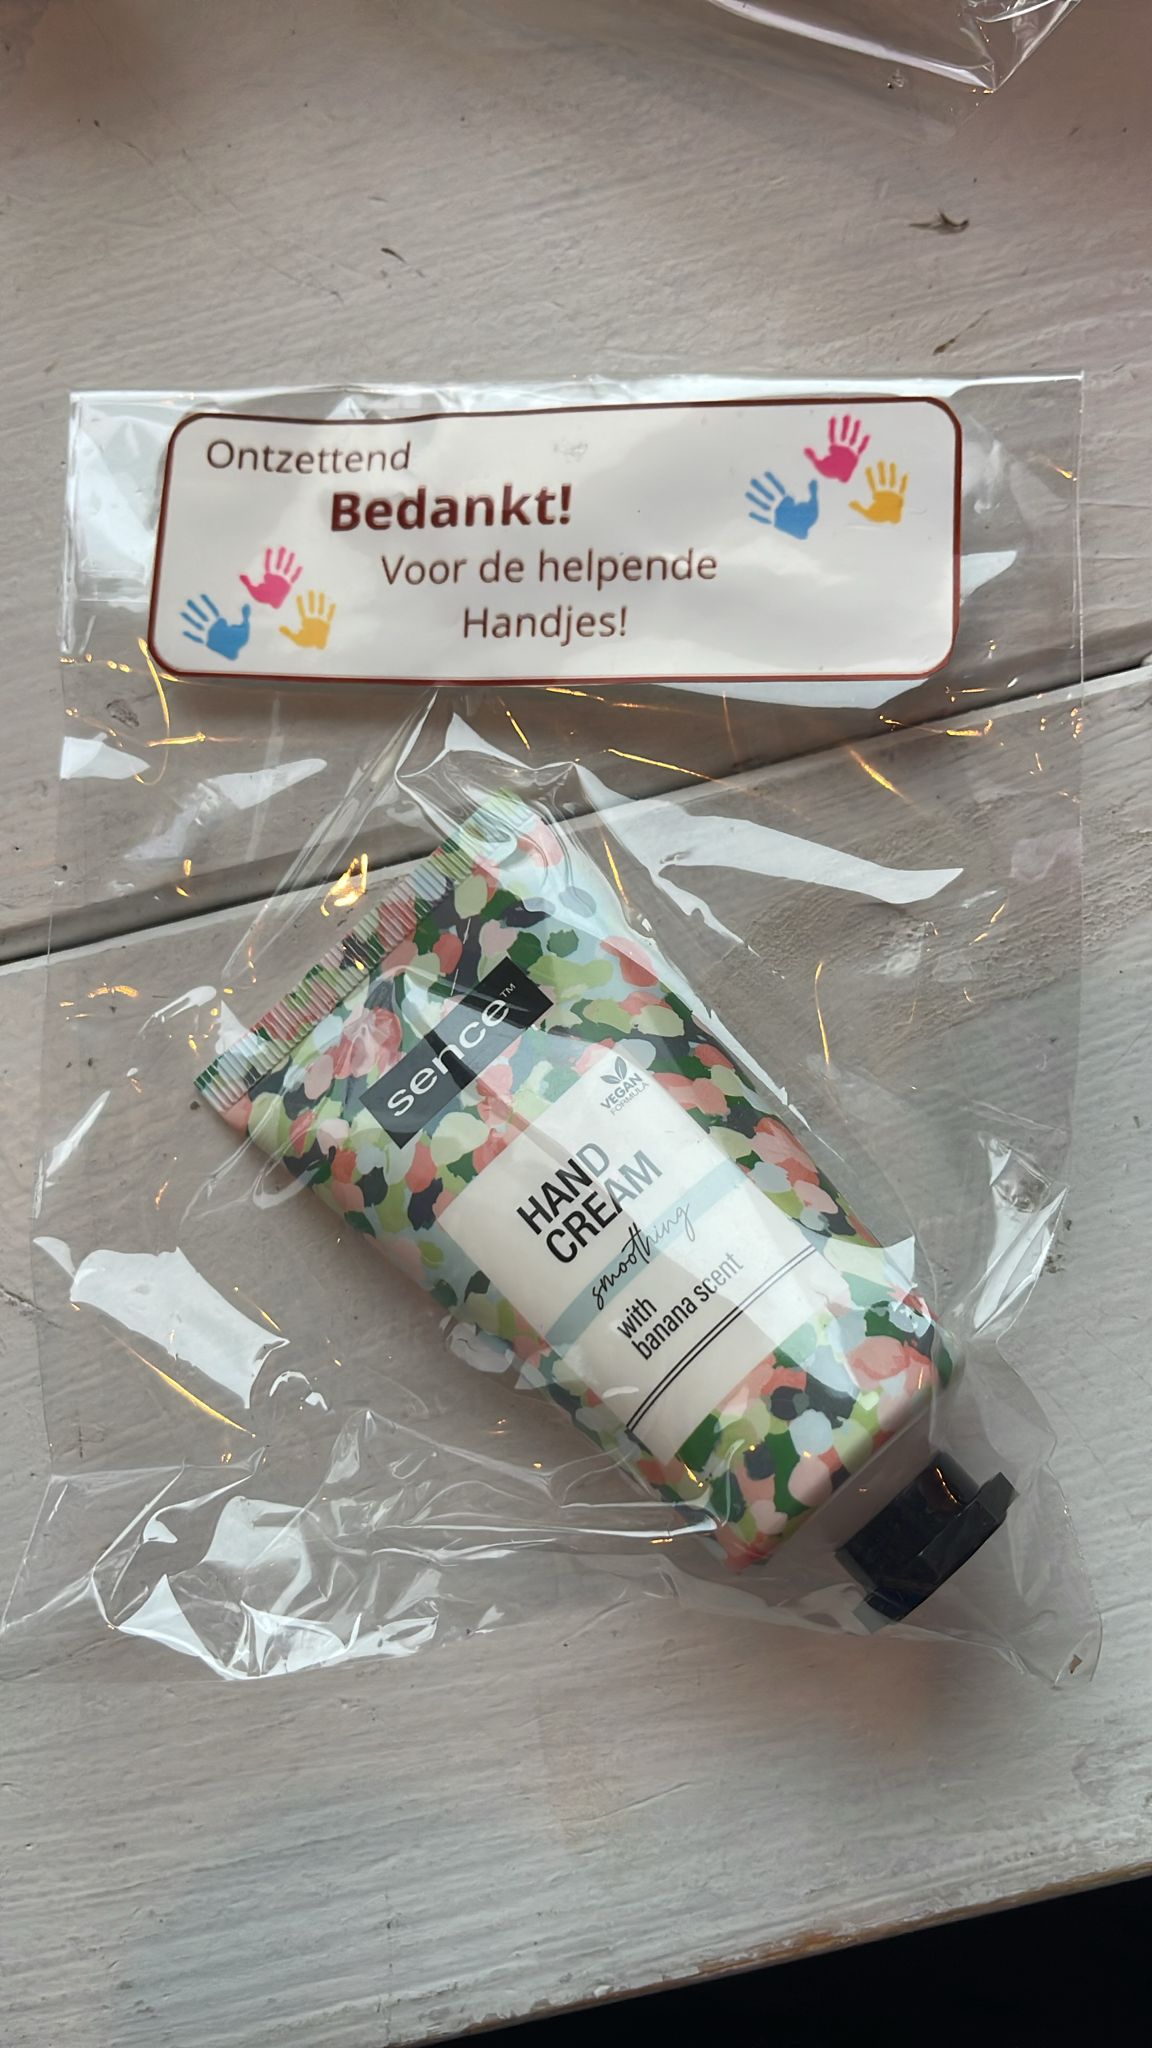 Ontzettend
Bedankt!
Voor de helpende
Handjes!
sence™
VEGAN
FORMULA
HAND
CREAM
smoothing
with
banana scent